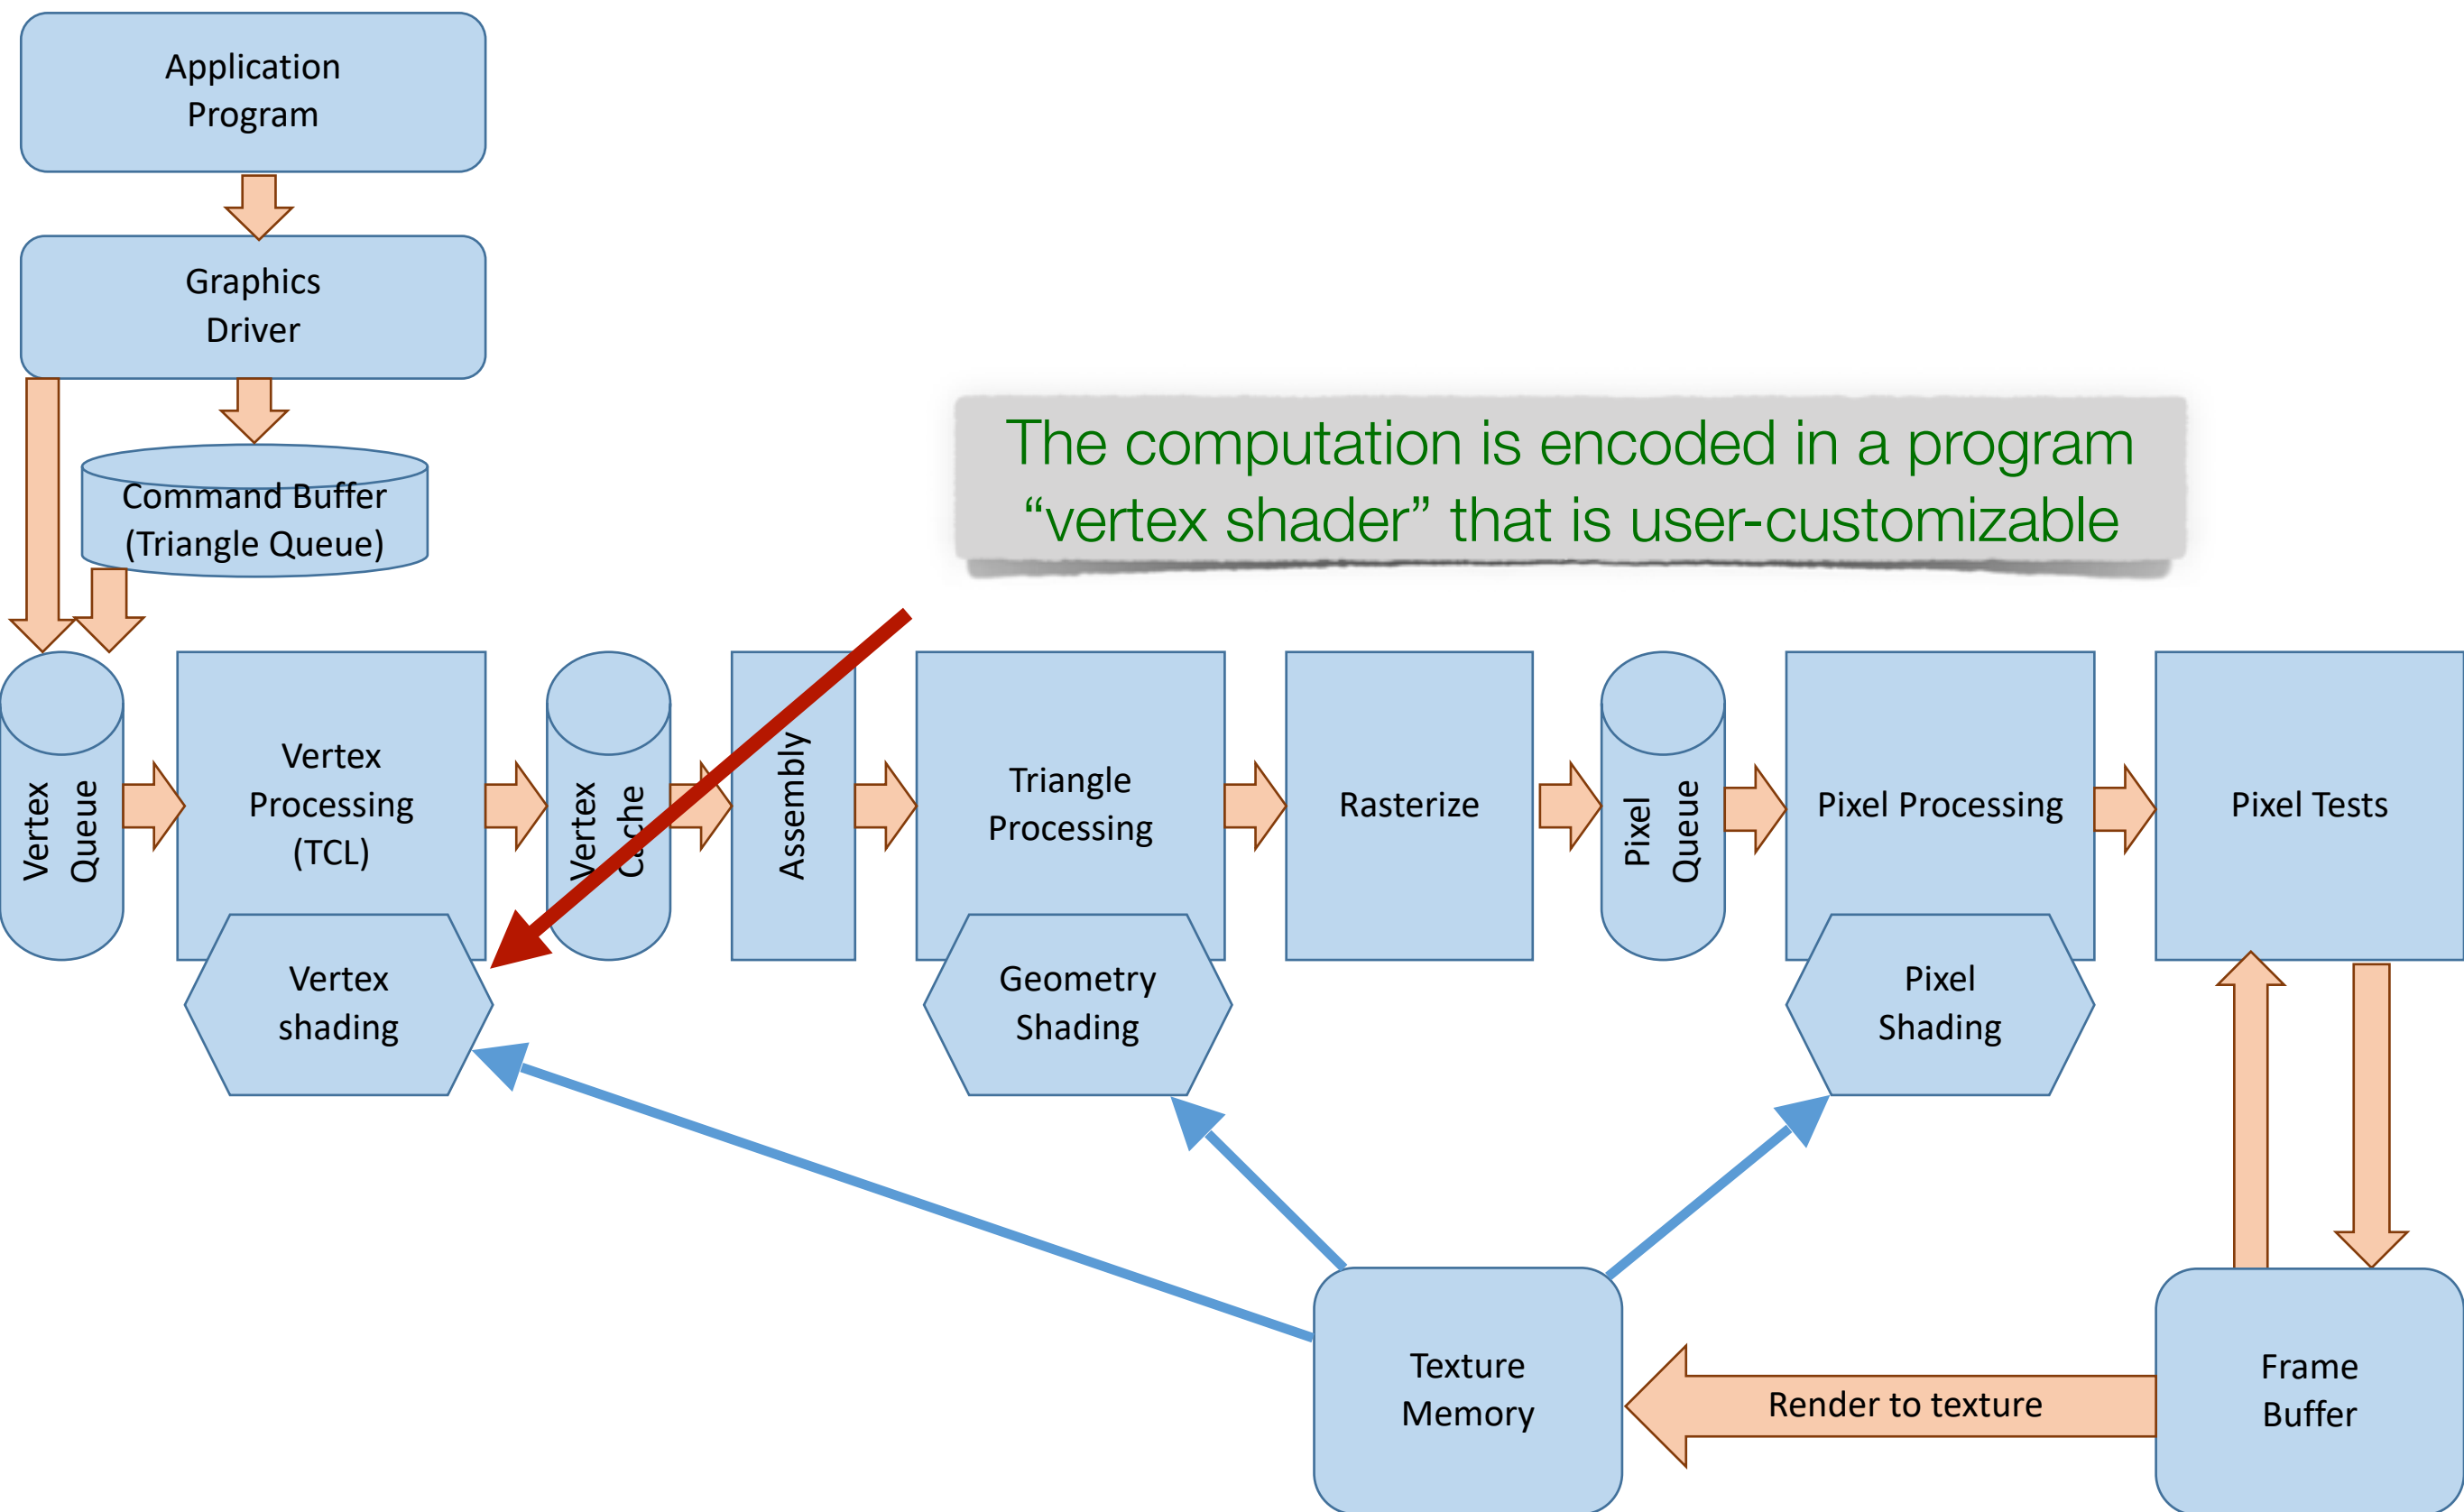 Application
Program
Graphics
Driver
Command Buffer
(Triangle Queue)
The computation is encoded in a program
“vertex shader” that is user-customizable
Vertex
Queue
Vertex
Processing
(TCL)
Vertex
Cache
Assembly
Triangle
Processing
Rasterize
Pixel
Queue
Pixel Processing
Pixel Tests
Vertex
shading
Geometry
Shading
Pixel
Shading
Texture
Memory
Render to texture
Frame
Buffer